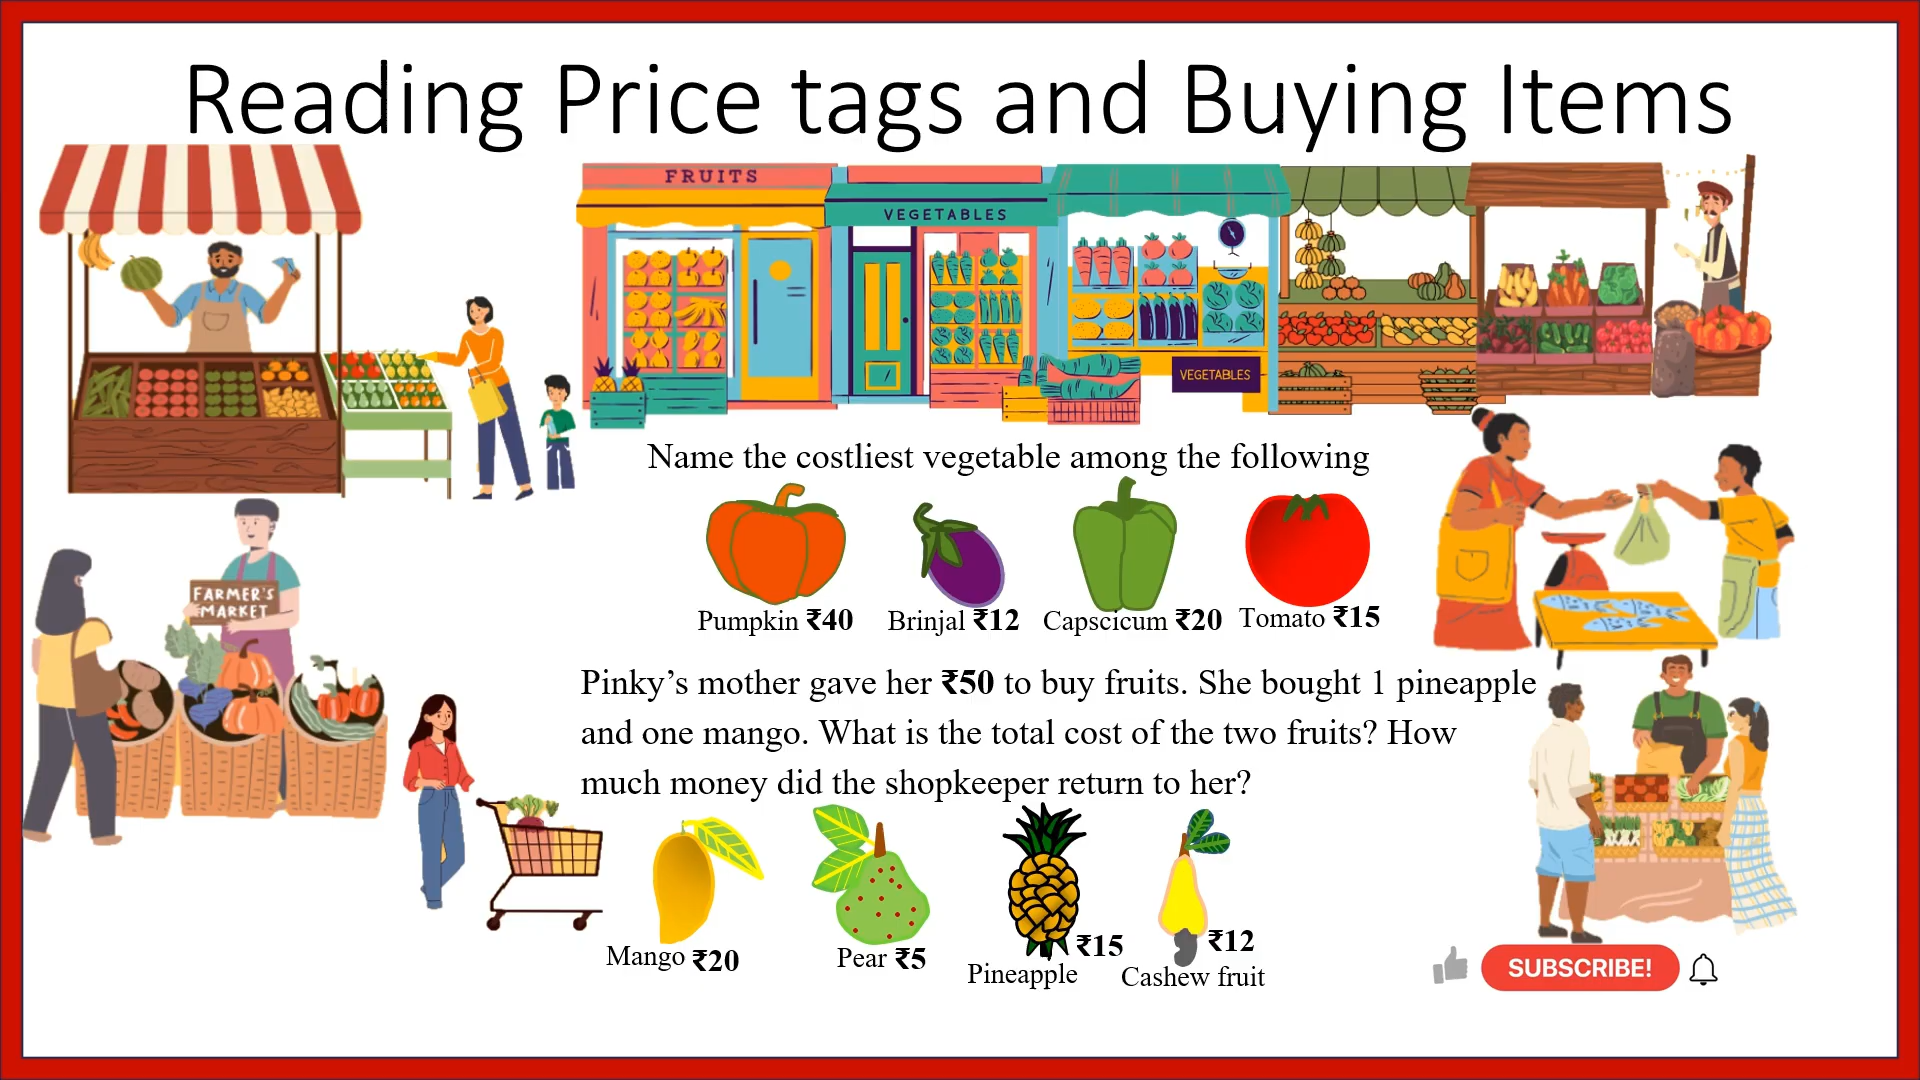 Reading Price tags and Buying Items
FRUITS
VEGETABLES
VEGETABLES
Name the costliest vegetable among the following
FARMER'S
MARKET
Pumpkin ₹40 Brinjal ₹12 Capscicum ₹20 Tomato ₹15
Pinky’s mother gave her ₹50 to buy fruits. She bought 1 pineapple
and one mango. What is the total cost of the two fruits? How
much money did the shopkeeper return to her?
Mango ₹20
Pear ₹5
₹15
Pineapple
₹12
Cashew fruit
SUBSCRIBE!